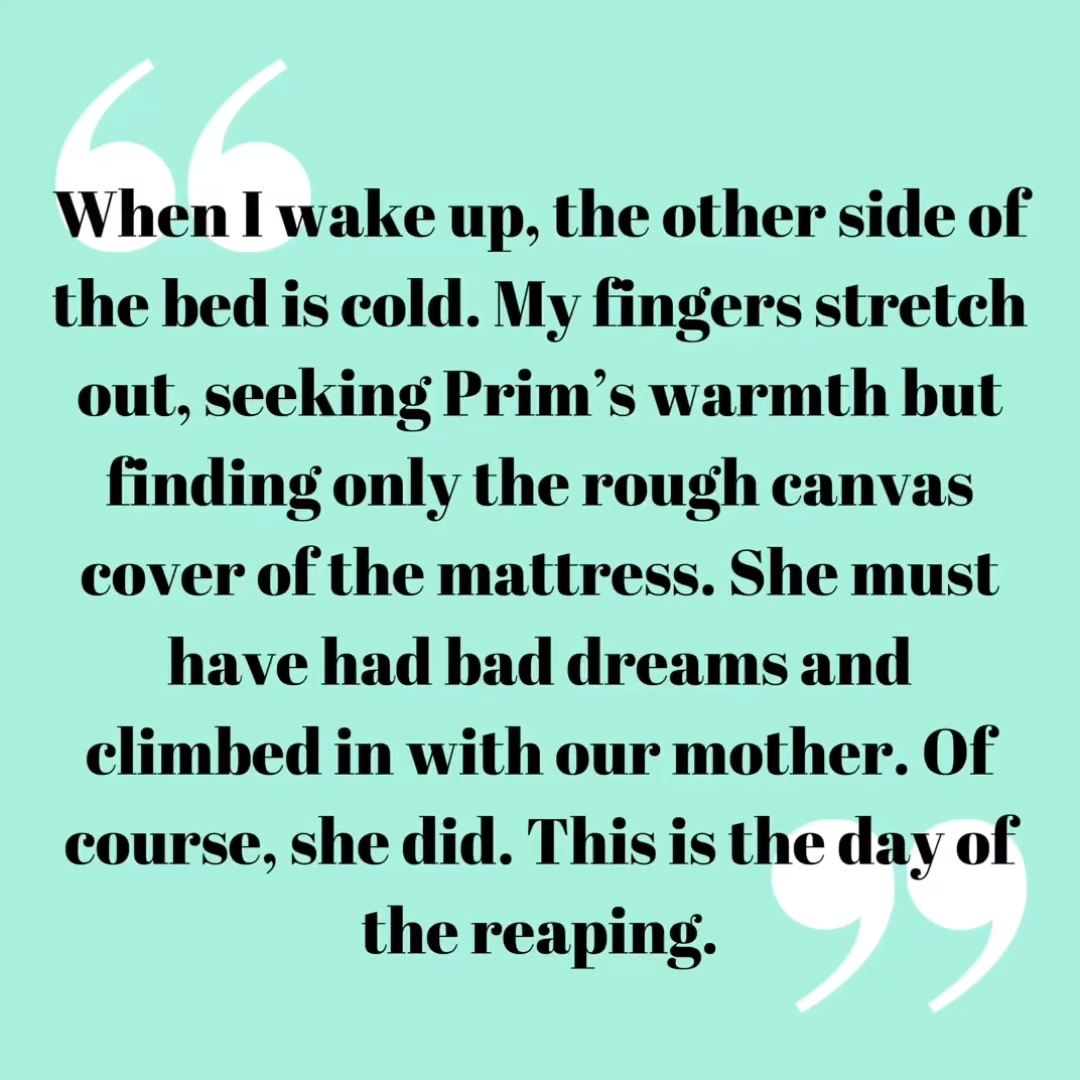 When I wake up, the other side of
the bed is cold. My fingers stretch
out, seeking Prim’s warmth but
finding only the rough canvas
cover of the mattress. She must
have had bad dreams and
climbed in with our mother. Of
course, she did. This is the day of
the reaping.